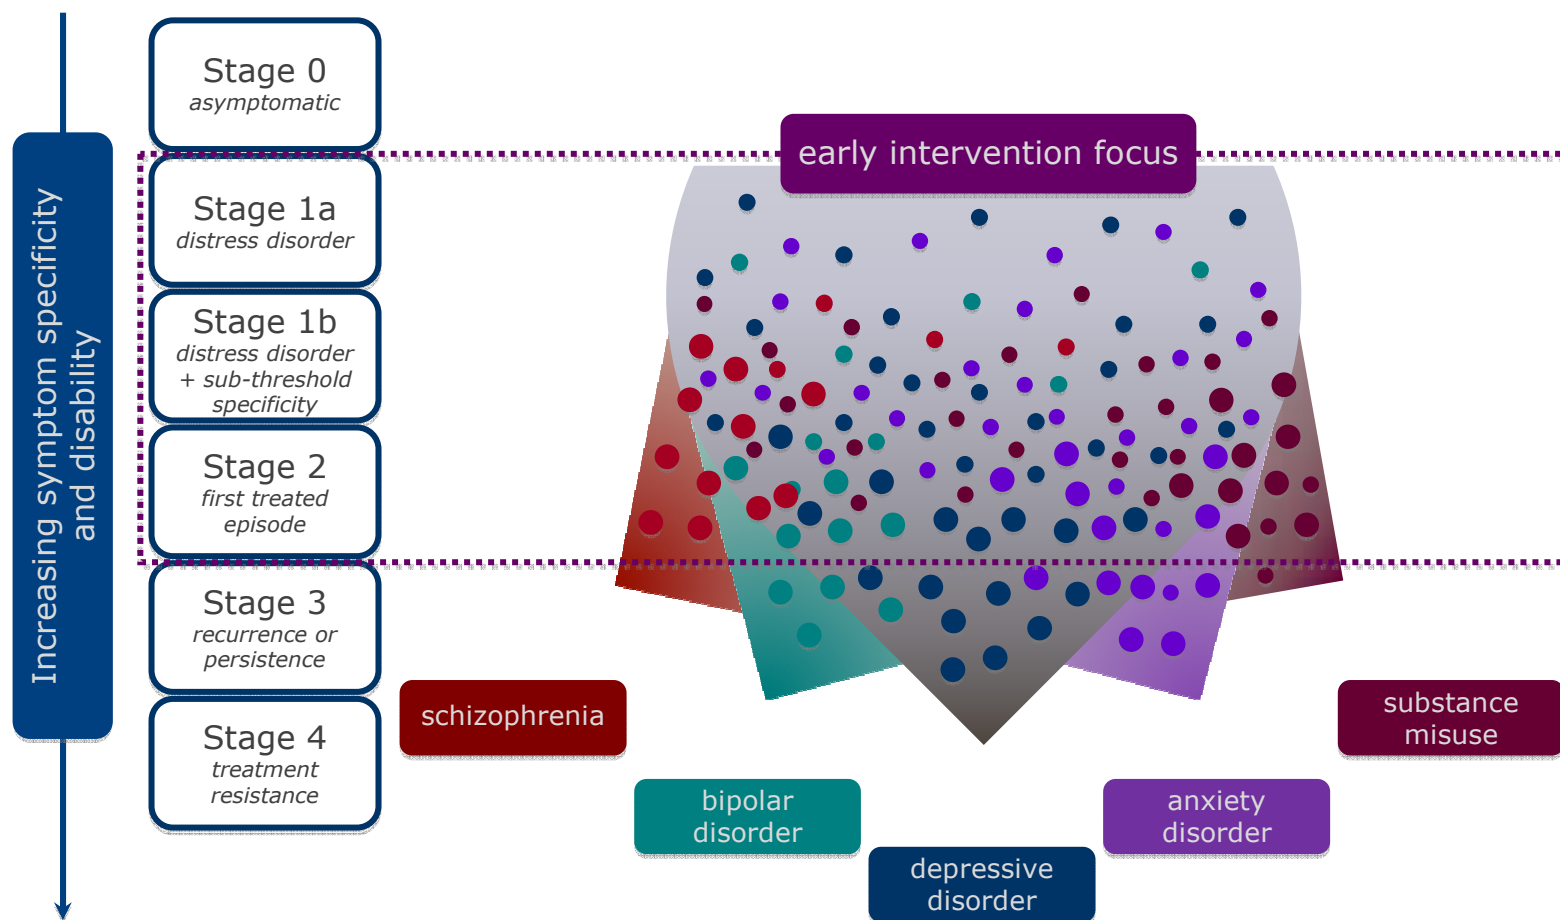 Increasing symptom specificity
and disability
Stage 0
asymptomatic
Stage 1a
distress disorder
Stage 1b
distress disorder
+ sub-threshold
specificity
Stage 2
first treated
episode
Stage 3
recurrence or
persistence
Stage 4
treatment
resistance
early intervention focus
schizophrenia
bipolar
disorder
depressive
disorder
anxiety
disorder
substance
misuse